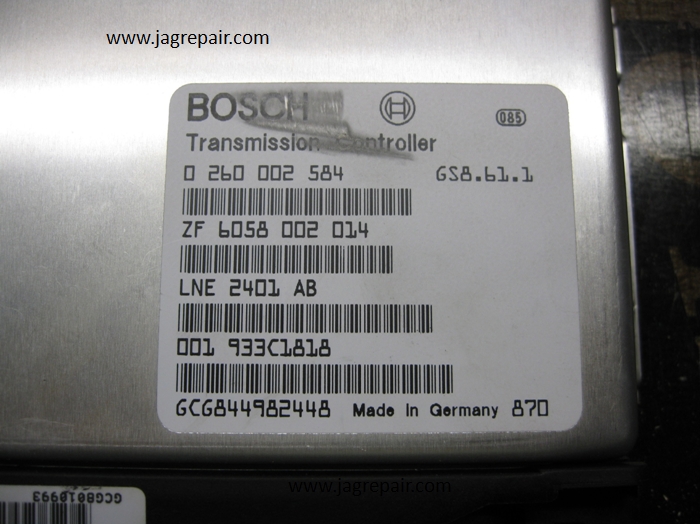 www.jagrepair.com
BOSCH
085
Transmission Controller
0 260 002 584 GS8.61.1
ZF 6058 002 014
LNE 2401 AB
001 933C1818
GCG844982448 Made in Germany 870
www.jagrepair.com
GCG8010993